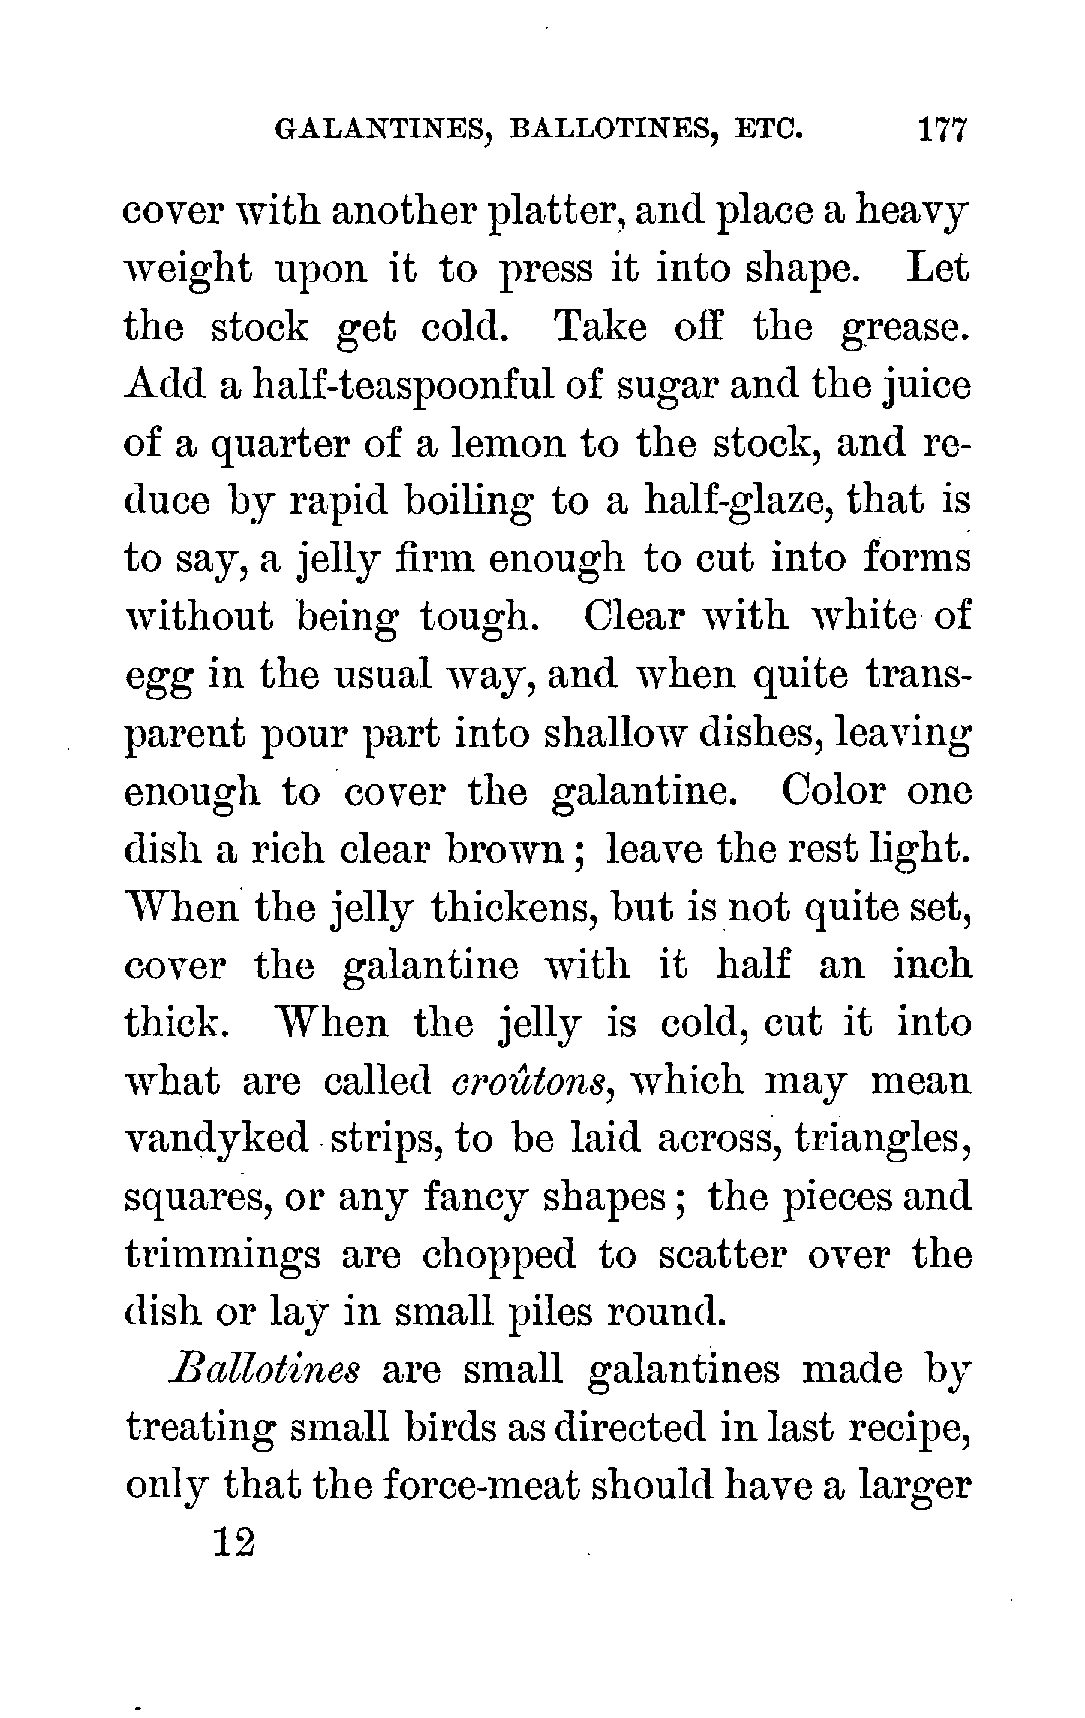 GALANTINES, BALLOTINES, ETC. 177
cover with another platter, and place a heavy
weight upon it to press it into shape. Let
the stock get cold. Take off the grease.
Add a half-teaspoonful of sugar and the juice
of a quarter of a lemon to the stock, and re-
duce by rapid boiling to a half-glaze, that is
to say, a jelly firm enough to cut into forms
without being tough. Clear with white of
egg in the usual way, and when quite trans-
parent pour part into shallow dishes, leaving
enough to cover the galantine. Color one
dish a rich clear brown; leave the rest light.
When the jelly thickens, but is not quite set,
cover the galantine with it half an inch
thick. When the jelly is cold, cut it into
what are called croûtons, which may mean
vandyked strips, to be laid across, triangles,
squares, or any fancy shapes; the pieces and
trimmings are chopped to scatter over the
dish or lay in small piles round.
Ballotines are small galantines made by
treating small birds as directed in last recipe,
only that the force-meat should have a larger
12